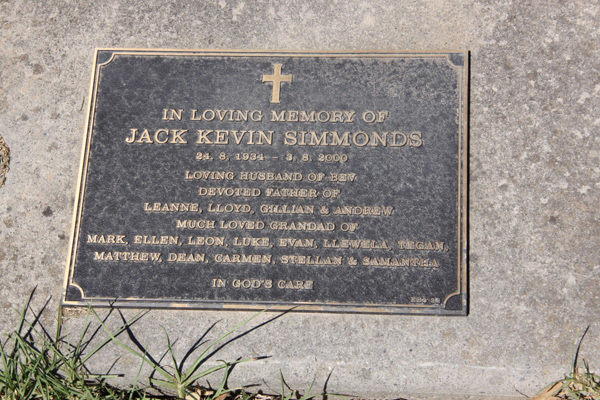 IN LOVING MEMORY OF
JACK KEVIN SIMMONDS
24. 8. 1934 – 3. 8. 2000
LOVING HUSBAND OF BEV
DEVOTED FATHER OF
LEANNE, LLOYD, GILLIAN & ANDREW
MUCH LOVED GRANDAD OF
MARK, ELLEN, LEON, LUKE, EVAN, LLEWELA, TEGAN,
MATTHEW, DEAN, CARMEN, STELLAN & SAMANTHA
IN GOD'S CARE